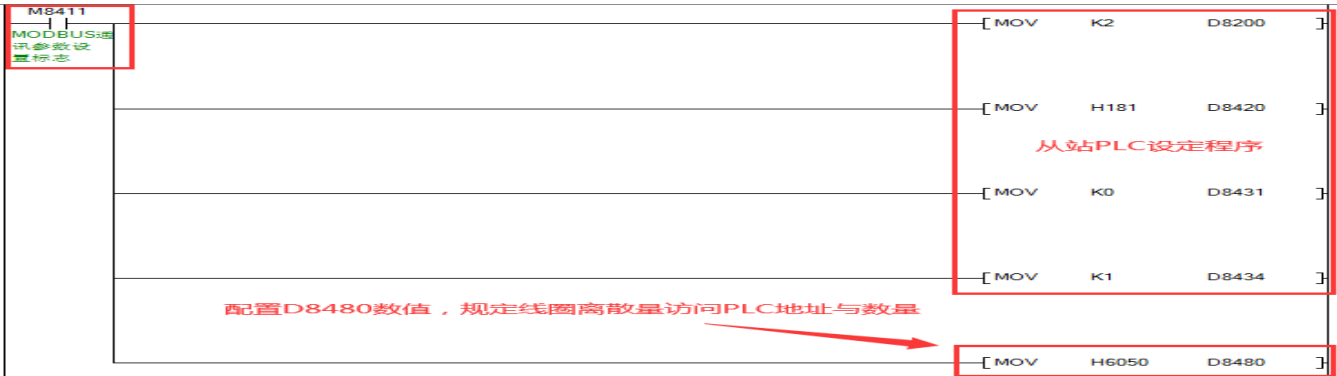 M8411
MODBUS通
讯参数设
置标志
[ MOV K2 D8200 ]
[ MOV H181 D8420 ]
从站PLC设定程序
[ MOV K0 D8431 ]
[ MOV K1 D8434 ]
配置D8480数值，规定线圈离散量访问PLC地址与数量
[ MOV H6050 D8480 ]